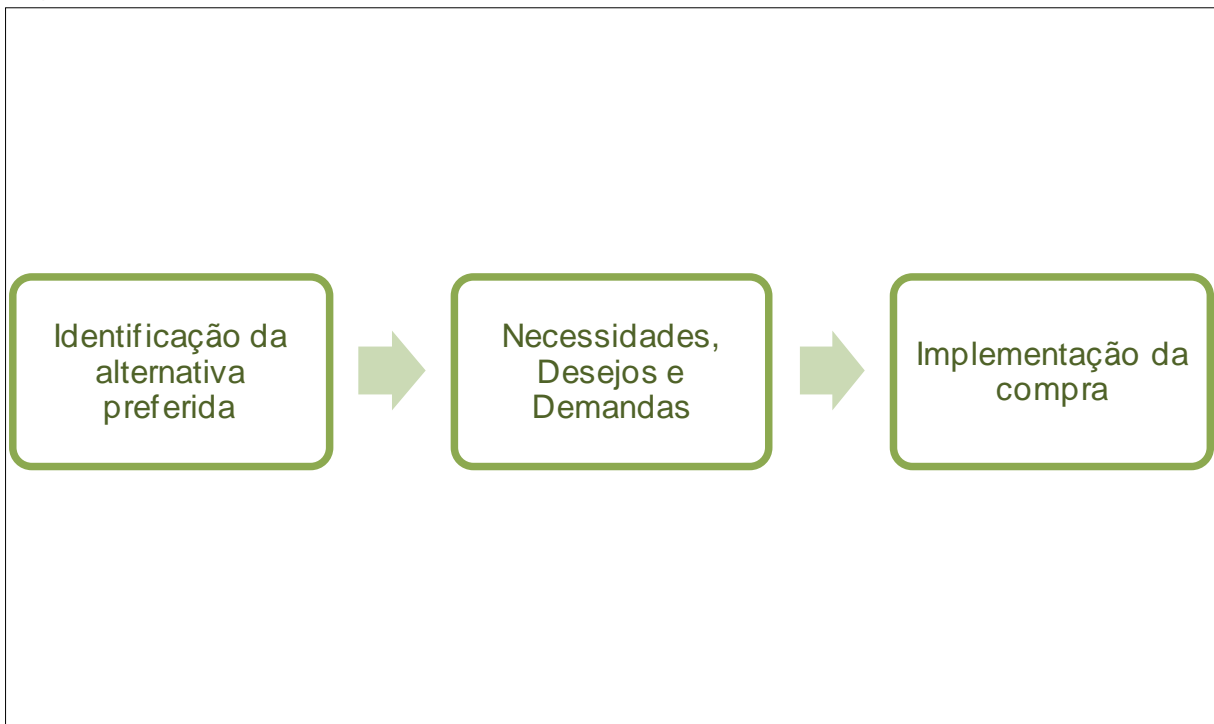 Identificação da
alternativa
preferida
Necessidades,
Desejos e
Demandas
Implementação da
compra